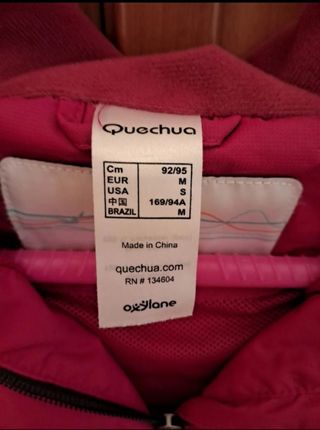 Quechua
Cm 92/95
EUR M
USA S
中国 169/94A
BRAZIL M
Made in China
quechua.com
RN # 134604
oxylane